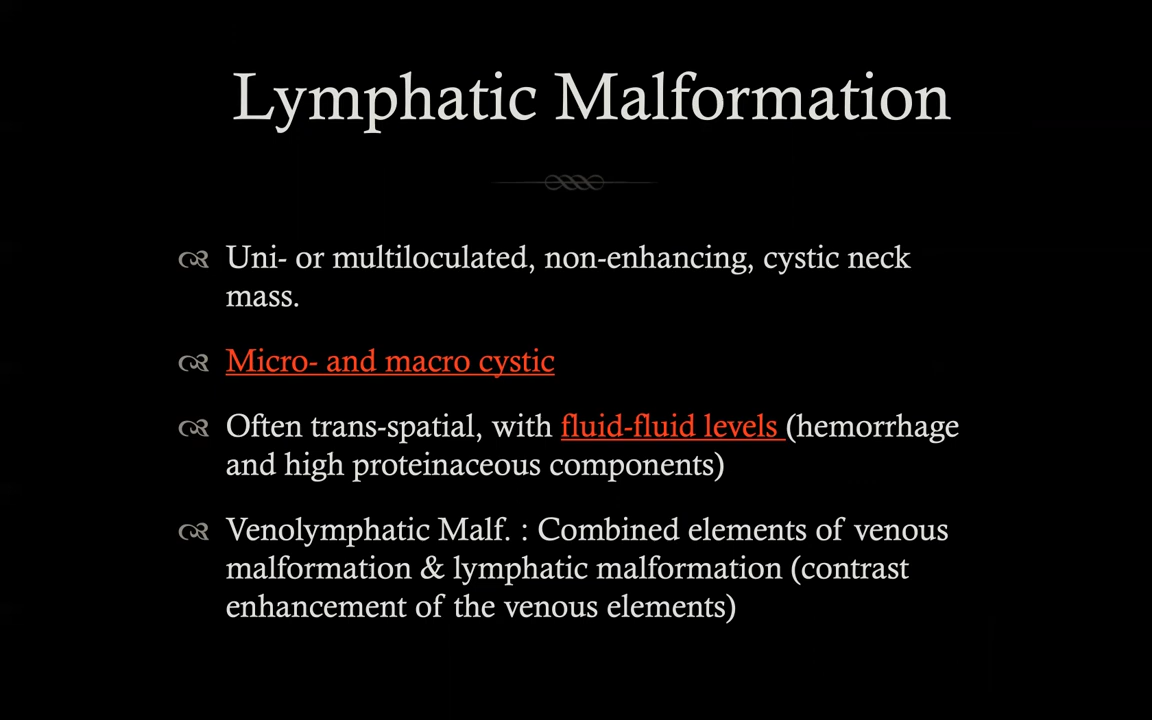 Lymphatic Malformation
Uni- or multiloculated, non-enhancing, cystic neck
mass.
Micro- and macro cystic
Often trans-spatial, with fluid-fluid levels (hemorrhage
and high proteinaceous components)
Venolymphatic Malf. : Combined elements of venous
malformation & lymphatic malformation (contrast
enhancement of the venous elements)